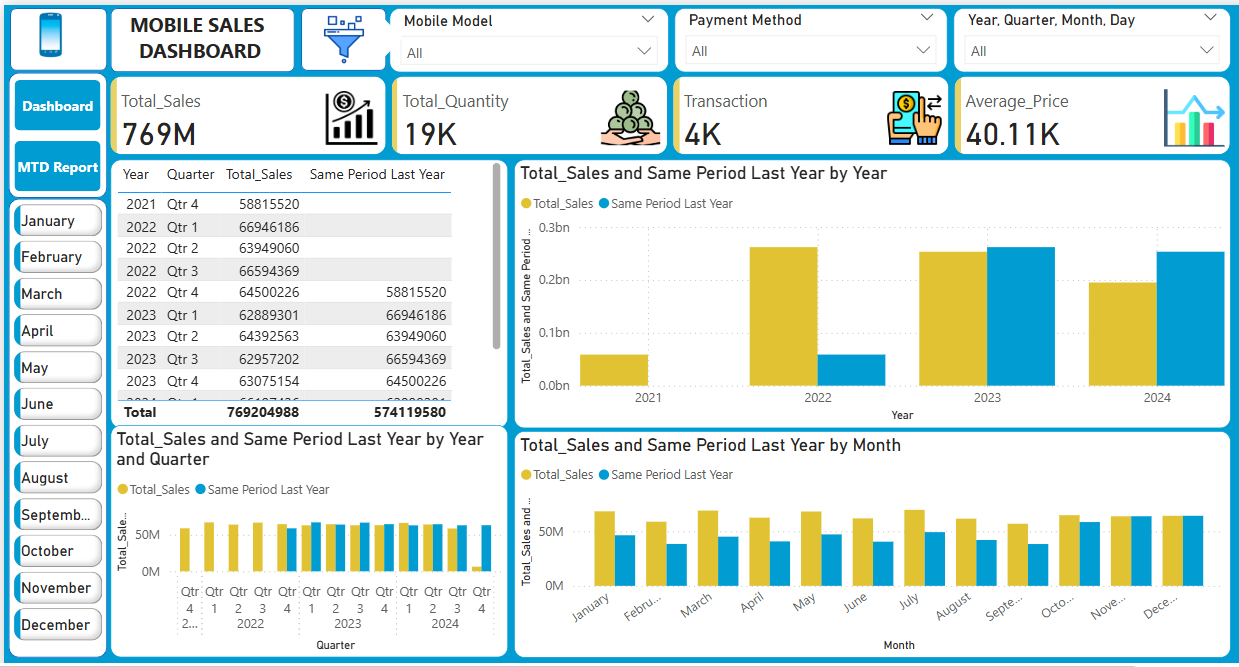 MOBILE SALES
DASHBOARD
Mobile Model
All
Payment Method
All
Year, Quarter, Month, Day
All
Dashboard
MTD Report
January
February
March
April
May
June
July
August
Septemb...
October
November
December
Total_Sales
769M
Total_Quantity
19K
Transaction
4K
Average_Price
40.11K
Year Quarter Total_Sales Same Period Last Year
2021 Qtr 4 58815520
2022 Qtr 1 66946186
2022 Qtr 2 63949060
2022 Qtr 3 66594369
2022 Qtr 4 64500226 58815520
2023 Qtr 1 62889301 66946186
2023 Qtr 2 64392563 63949060
2023 Qtr 3 62957202 66594369
2023 Qtr 4 63075154 64500226
Total 769204988 574119580
Total_Sales and Same Period Last Year by Year
Total_Sales Same Period Last Year
Total_Sales and Same Period ...
0.3bn
0.2bn
0.1bn
0.0bn
2021 2022 2023 2024
Year
Total_Sales and Same Period Last Year by Year
and Quarter
Total_Sales Same Period Last Year
Total_Sale...
50M
0M
Qtr Qtr Qtr Qtr Qtr Qtr Qtr Qtr Qtr Qtr Qtr Qtr Qtr
4 1 2 3 4 1 2 3 4 1 2 3 4
2... 2022 2023 2024
Quarter
Total_Sales and Same Period Last Year by Month
Total_Sales Same Period Last Year
Total_Sales and ...
50M
0M
January Febru... March April May June July August Septe... Octo... Nove... Dece...
Month